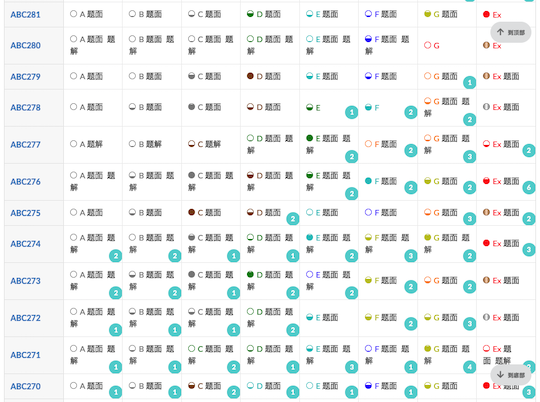 ABC281 A 题面 B 题面 C 题面 D 题面 E 题面 F 题面 G 题面 Ex
ABC280 A 题面 题解 B 题面 题解 C 题面 题解 D 题面 题解 E 题面 题解 F 题面 题解 G Ex
到顶部
ABC279 A 题面 B 题面 C 题面 D 题面 E 题面 F 题面 G 题面 1 Ex 题面
ABC278 A 题面 B 题面 C 题面 D 题面 E 1 F 2 G 题面 题解 2 Ex 题面
ABC277 A 题解 B 题解 C 题解 D 题面 题解 E 题面 题解 2 F 题面 2 G 题面 题解 3 Ex 题面 2
ABC276 A 题面 题解 B 题面 题解 C 题面 题解 D 题面 题解 E 题面 题解 2 F 题面 2 G 题面 2 Ex 题面 6
ABC275 A 题面 B 题面 C 题面 D 题面 2 E 题面 F 题面 G 题面 3 Ex 题面 2
ABC274 A 题面 题解 2 B 题面 题解 2 C 题面 题解 1 D 题面 题解 1 E 题面 题解 2 F 题面 题解 3 G 题面 题解 2 Ex 题面 3
ABC273 A 题面 题解 2 B 题面 题解 2 C 题面 题解 1 D 题面 题解 1 E 题面 题解 2 F 题面 2 G 题面 3 Ex 题面
ABC272 A 题面 题解 1 B 题面 题解 1 C 题面 题解 1 D 题面 题解 2 E 题面 F 题面 2 G 题面 3 Ex 题面
ABC271 A 题面 题解 1 B 题面 题解 1 C 题面 题解 2 D 题面 题解 1 E 题面 题解 3 F 题面 题解 1 G 题面 题解 4 Ex 题面 题解
到底部
ABC270 A 题面 1 B 题面 1 C 题面 2 D 题面 1 E 题面 1 F 题面 1 G 题面 Ex 题面 3